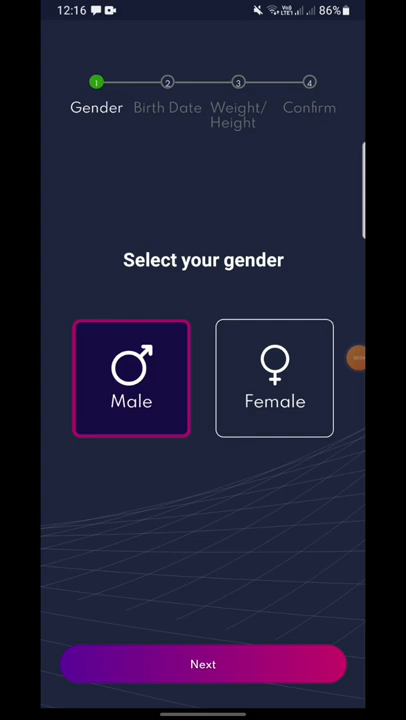 12:16 86%
1 2 3 4
Gender Birth Date Weight/ Confirm
Height
Select your gender
Male Female
Next